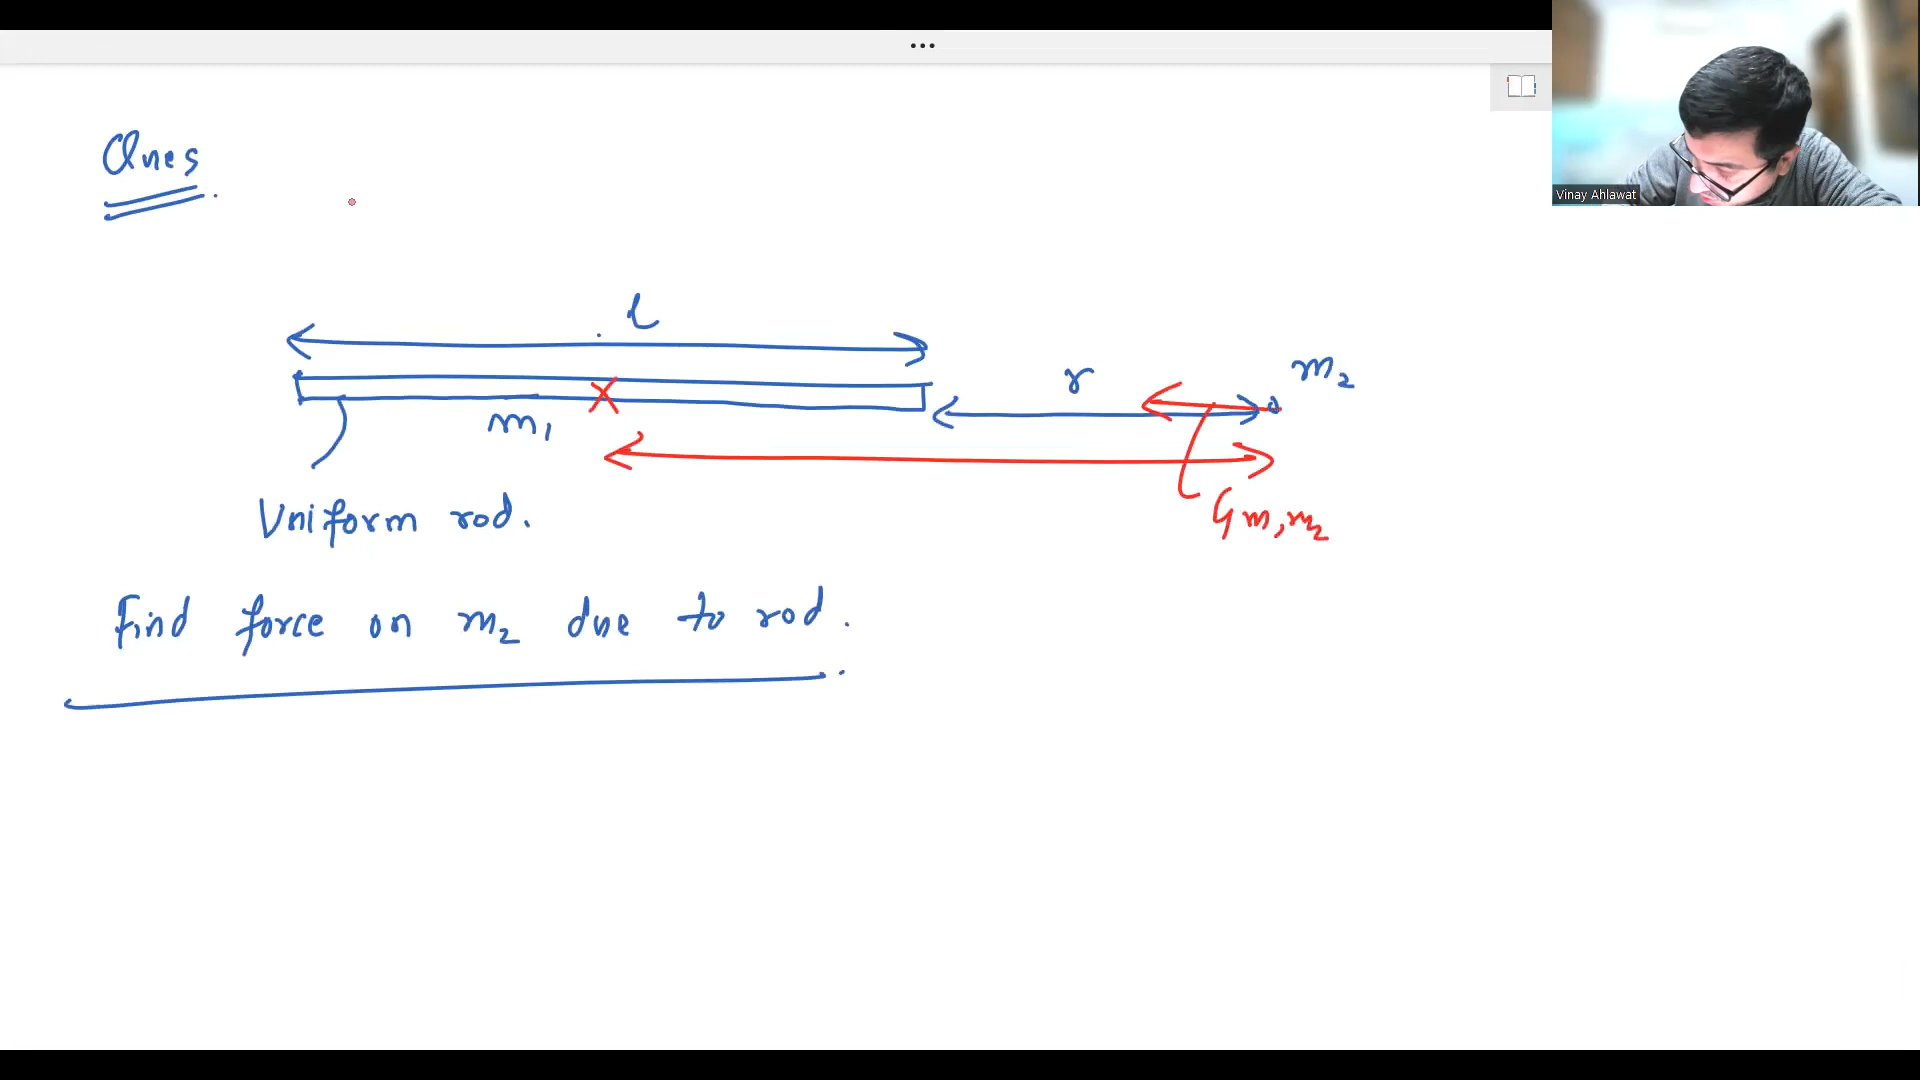 Ques
Vinay Ahlawat
l
r
m₂
m₁
Gm₁m₂
Uniform rod.
Find force on m₂ due to rod.